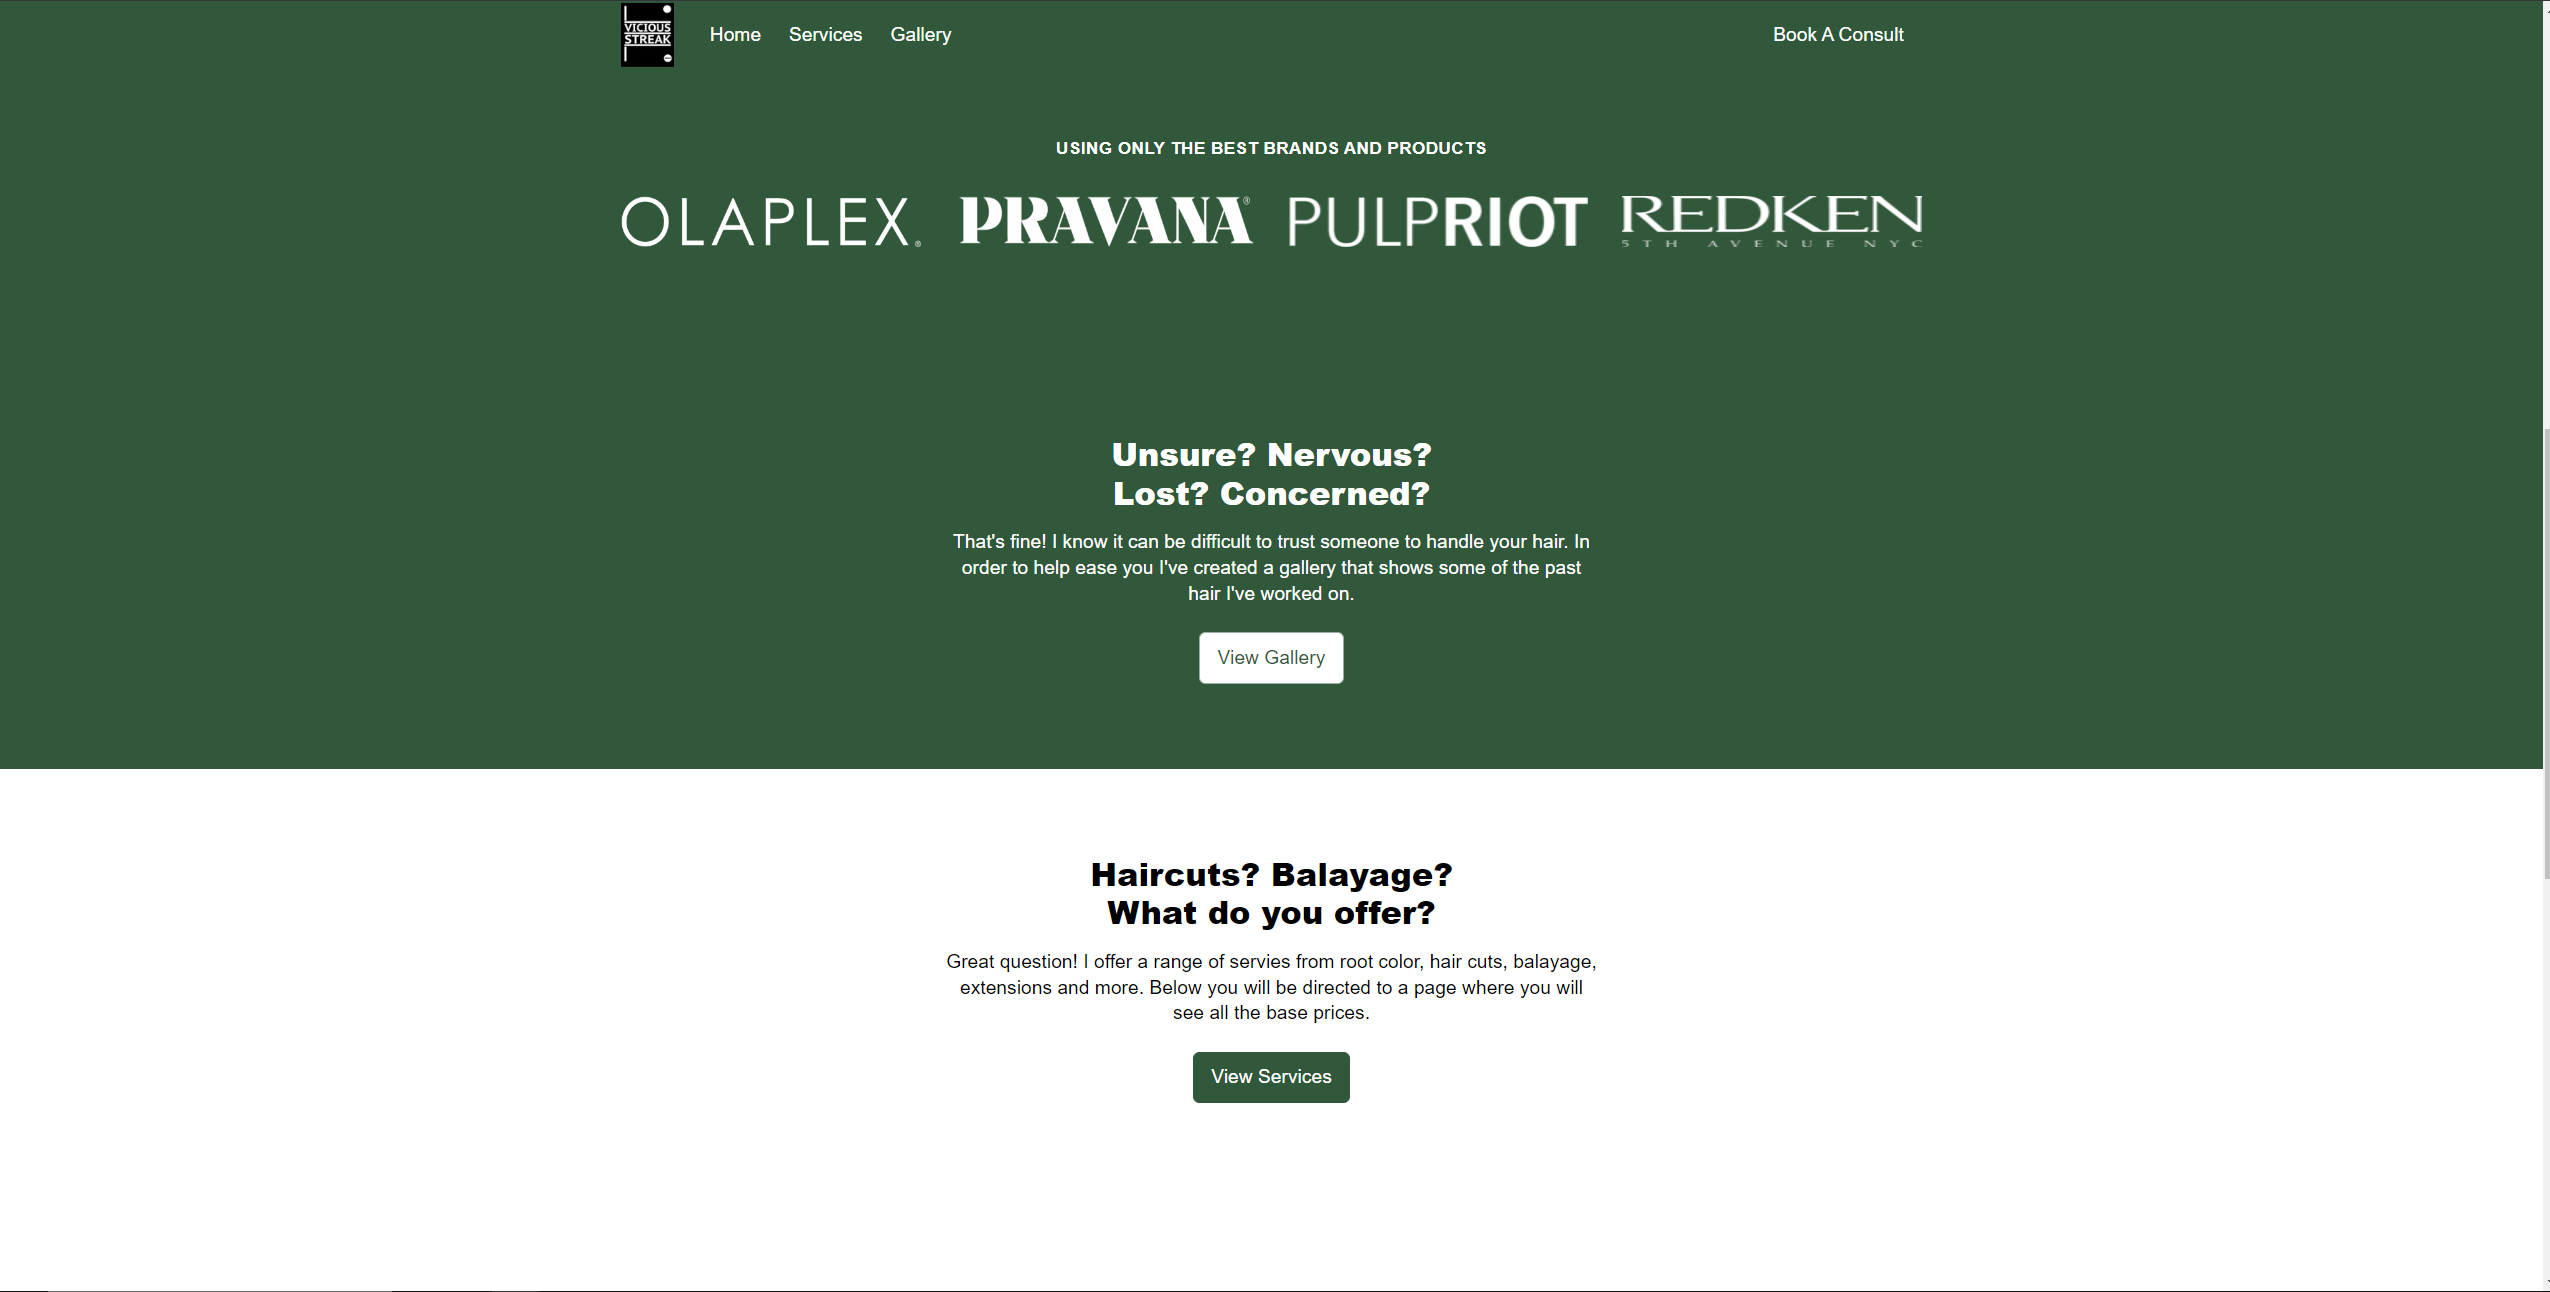 VICIOUS
STREAK
Home Services Gallery Book A Consult
USING ONLY THE BEST BRANDS AND PRODUCTS
OLAPLEX® PRAVANA® PULPRIOT REDKEN
5TH AVENUE NYC
Unsure? Nervous?
Lost? Concerned?
That's fine! I know it can be difficult to trust someone to handle your hair. In
order to help ease you I've created a gallery that shows some of the past
hair I've worked on.
View Gallery
Haircuts? Balayage?
What do you offer?
Great question! I offer a range of servies from root color, hair cuts, balayage,
extensions and more. Below you will be directed to a page where you will
see all the base prices.
View Services